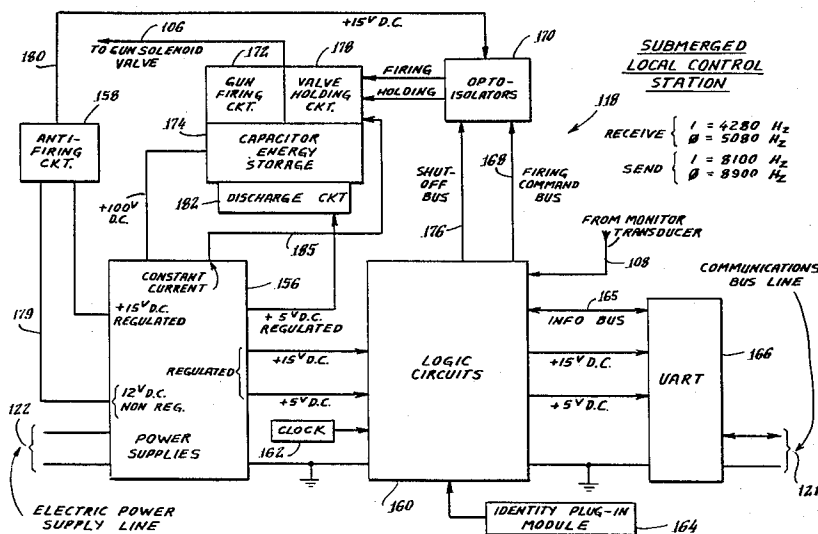 +15V D.C.
106
180
TO GUN SOLENOID
VALVE
172
178
170
SUBMERGED
LOCAL CONTROL
STATION
158
GUN
FIRING
CKT.
VALVE
HOLDING
CKT.
FIRING
HOLDING
OPTO-
ISOLATORS
118
RECEIVE { 1 = 4280 Hz
Ø = 5080 Hz
SEND { 1 = 8100 Hz
Ø = 8900 Hz
ANTI-
FIRING
CKT.
174
CAPACITOR
ENERGY
STORAGE
168
SHUT-
OFF
BUS
FIRING
COMMAND
BUS
+100V
D.C.
182
DISCHARGE CKT
176
FROM MONITOR
TRANSDUCER
185
108
COMMUNICATIONS
BUS LINE
CONSTANT
CURRENT
156
179
+15V D.C.
REGULATED
+5V D.C.
REGULATED
165
INFO BUS
166
REGULATED
+15V D.C.
LOGIC
CIRCUITS
+15V D.C.
UART
12V D.C.
NON REG.
+5V D.C.
+5V D.C.
122
POWER
SUPPLIES
CLOCK
162
121
ELECTRIC POWER
SUPPLY LINE
160
IDENTITY PLUG-IN
MODULE
164